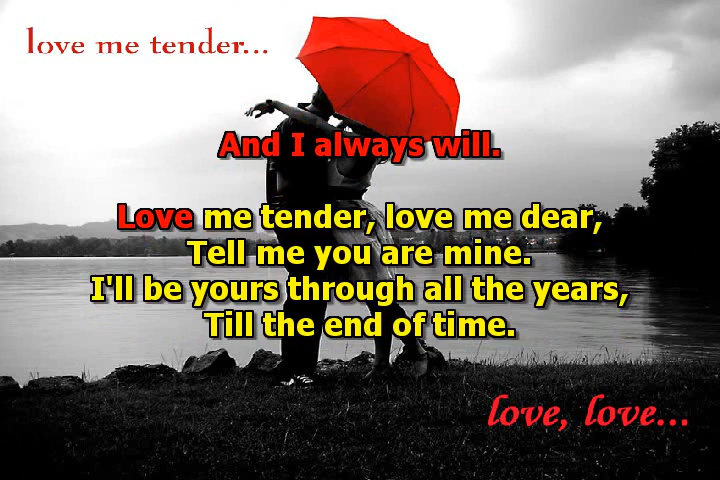 love me tender...
And I always will.
Love me tender, love me dear,
Tell me you are mine.
I'll be yours through all the years,
Till the end of time.
love, love...